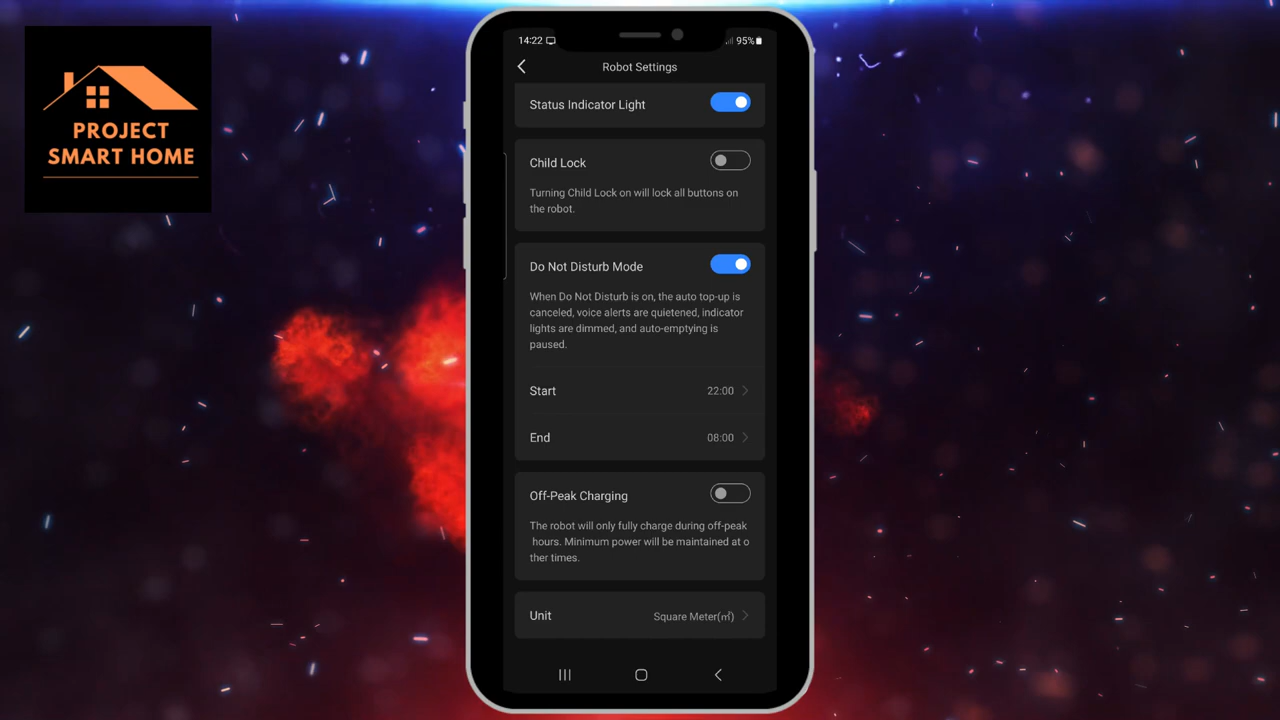 PROJECT
SMART HOME
14:22
95%
Robot Settings
Status Indicator Light
Child Lock
Turning Child Lock on will lock all buttons on
the robot.
Do Not Disturb Mode
When Do Not Disturb is on, the auto top-up is
canceled, voice alerts are quietened, indicator
lights are dimmed, and auto-emptying is
paused.
Start 22:00
End 08:00
Off-Peak Charging
The robot will only fully charge during off-peak
hours. Minimum power will be maintained at o
ther times.
Unit Square Meter(㎡)